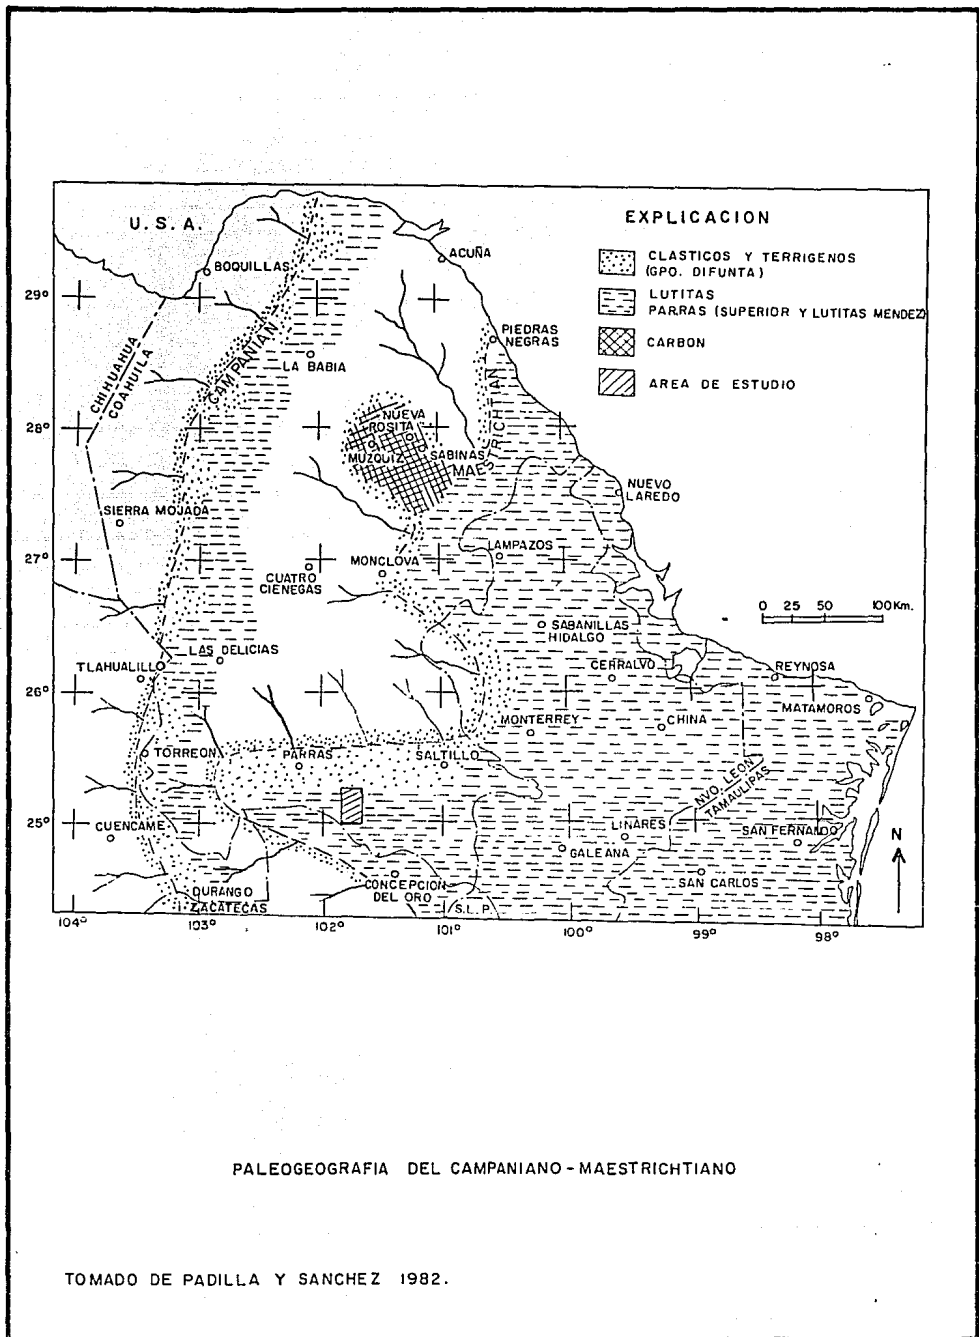 U. S. A.
EXPLICACION
CLASTICOS Y TERRIGENOS
(GPO. DIFUNTA)
LUTITAS
PARRAS (SUPERIOR Y LUTITAS MENDEZ)
CARBON
AREA DE ESTUDIO
ACUÑA
BOQUILLAS
29°
PIEDRAS
NEGRAS
CAMPANIAN
LA BABIA
CHIHUAHUA
COAHUILA
28°
NUEVA
ROSITA
MUZQUIZ
SABINAS
MAESTRICHTIAN
NUEVO
LAREDO
SIERRA MOJADA
27°
MONCLOVA
LAMPAZOS
CUATRO
CIENEGAS
0 25 50 100 Km.
SABANILLAS
HIDALGO
LAS DELICIAS
TLAHUALILO
CERRALVO
REYNOSA
26°
MATAMOROS
MONTERREY
CHINA
TORREON
PARRAS
SALTILLO
NVO. LEON
TAMAULIPAS
25°
CUENCAME
LINARES
SAN FERNANDO
N
GALEANA
CONCEPCION
DEL ORO
SAN CARLOS
DURANGO
ZACATECAS
S.L.P.
104° 103° 102° 101° 100° 99° 98°
PALEOGEOGRAFIA DEL CAMPANIANO - MAESTRICHTIANO
TOMADO DE PADILLA Y SANCHEZ 1982.